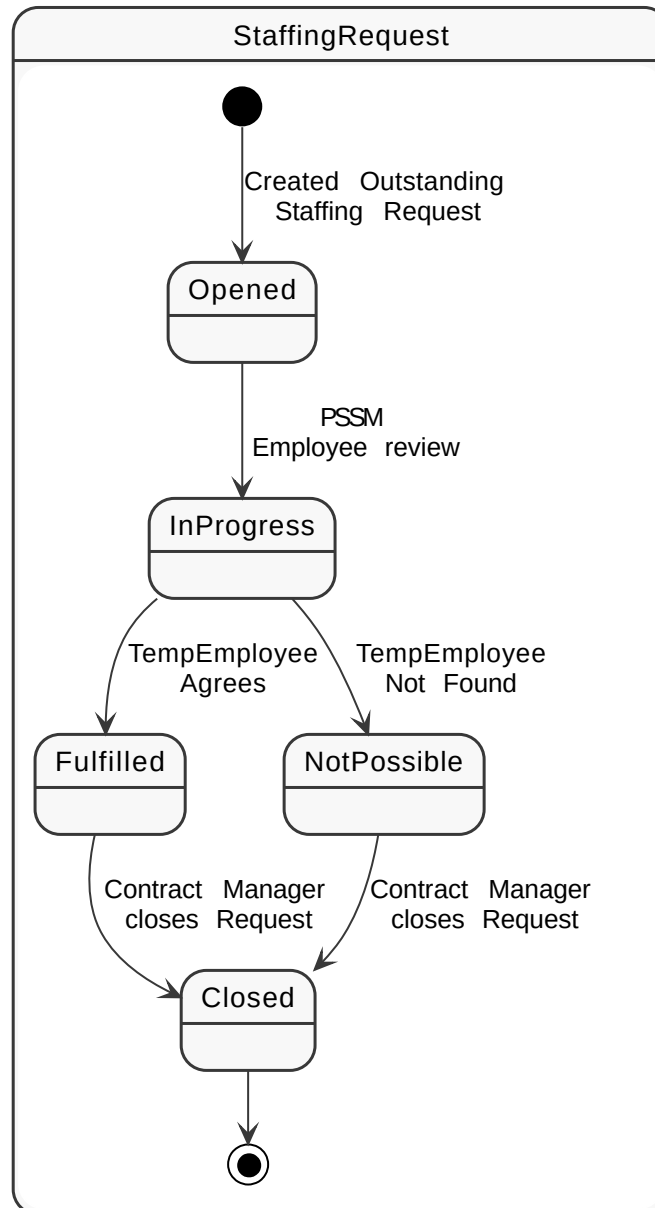 StaffingRequest
Created Outstanding
Staffing Request
Opened
PSSM
Employee review
InProgress
TempEmployee
Agrees
TempEmployee
Not Found
Fulfilled
NotPossible
Contract Manager
closes Request
Contract Manager
closes Request
Closed